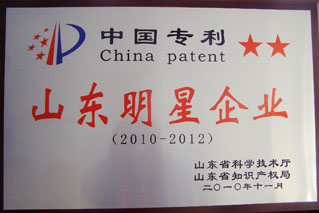 中国专利
China patent
山东明星企业
(2010-2012)
山东省科学技术厅
山东省知识产权局
二〇一〇年十一月